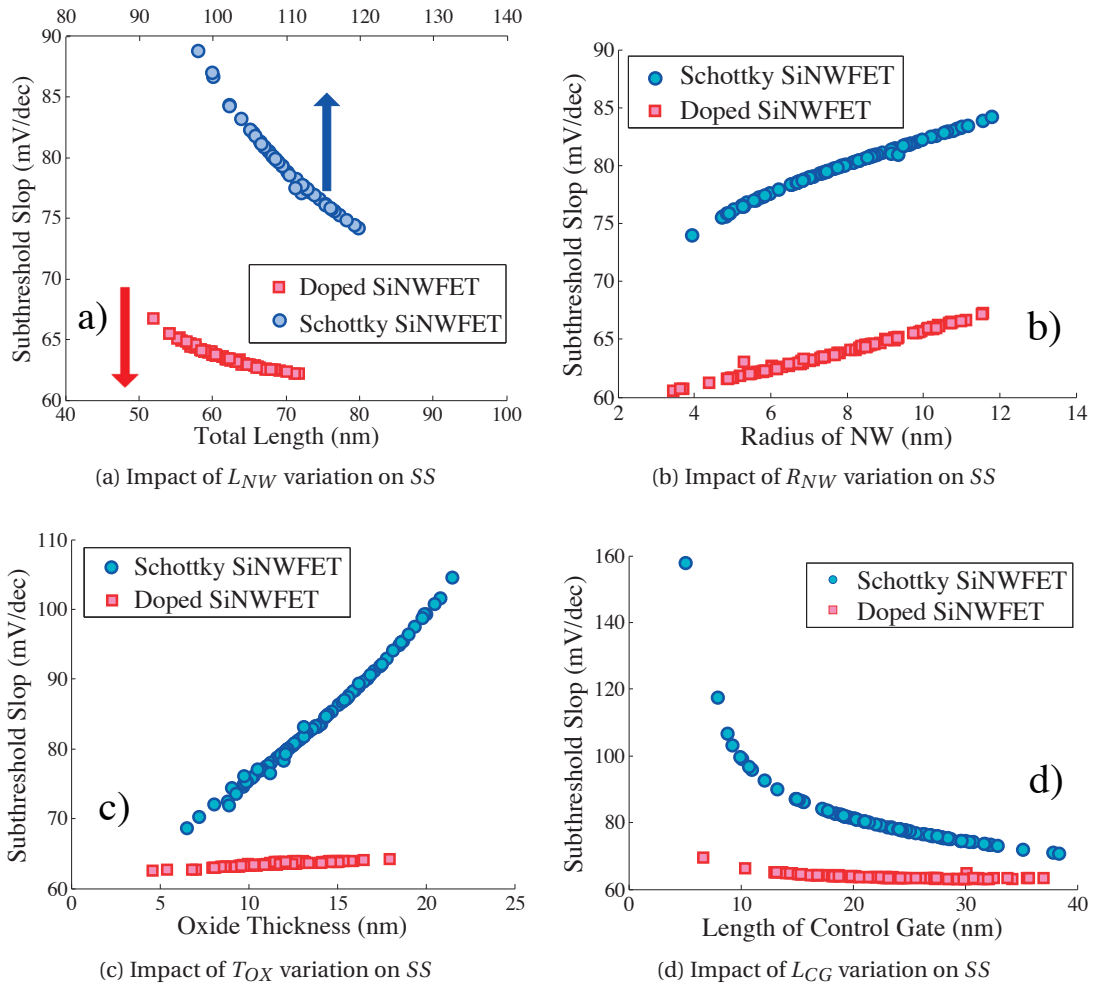 80 90 100 110 120 130 140
90
85
80
75
70
65
60
Subthreshold Slop (mV/dec)
a)
Doped SiNWFET
Schottky SiNWFET
40 50 60 70 80 90 100
Total Length (nm)
(a) Impact of LNW variation on SS
90
85
80
75
70
65
60
Subthreshold Slop (mV/dec)
Schottky SiNWFET
Doped SiNWFET
b)
2 4 6 8 10 12 14
Radius of NW (nm)
(b) Impact of RNW variation on SS
110
100
90
80
70
60
Subthreshold Slop (mV/dec)
Schottky SiNWFET
Doped SiNWFET
c)
0 5 10 15 20 25
Oxide Thickness (nm)
(c) Impact of TOX variation on SS
160
140
120
100
80
60
Subthreshold Slop (mV/dec)
Schottky SiNWFET
Doped SiNWFET
d)
0 10 20 30 40
Length of Control Gate (nm)
(d) Impact of LCG variation on SS